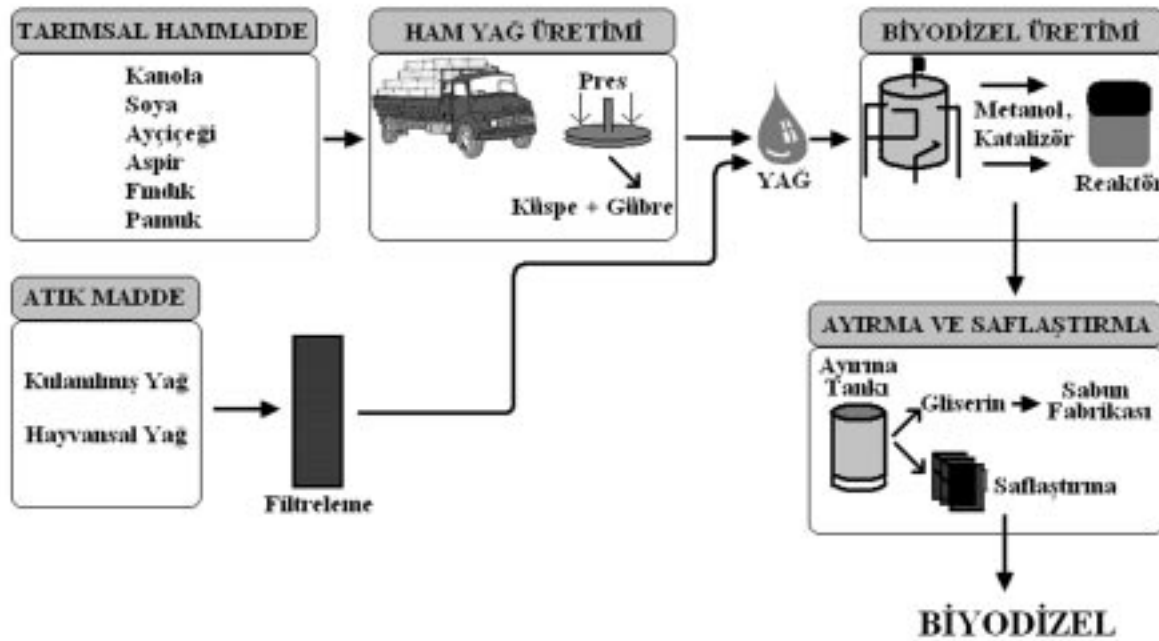 TARIMSAL HAMMADDE
Kanola
Soya
Ayçiçeği
Aspir
Fındık
Pamuk
HAM YAĞ ÜRETİMİ
Pres
Küspe + Gübre
YAĞ
BİYODİZEL ÜRETİMİ
Metanol,
Katalizör
Reaktör
ATIK MADDE
Kulanılmış Yağ
Hayvansal Yağ
Filtreleme
AYIRMA VE SAFLAŞTIRMA
Ayırma
Tankı
Gliserin
Sabun
Fabrikası
Saflaştırma
BİYODİZEL